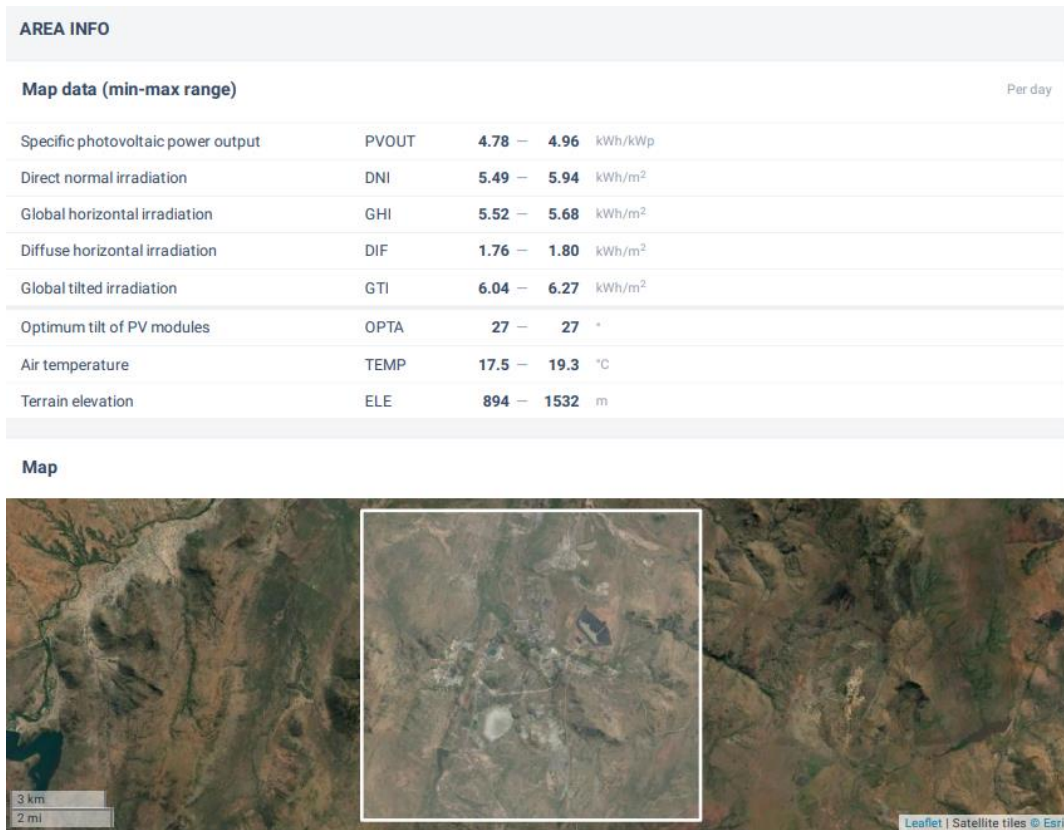 AREA INFO
Map data (min-max range) Per day
Specific photovoltaic power output PVOUT 4.78 – 4.96 kWh/kWp
Direct normal irradiation DNI 5.49 – 5.94 kWh/m²
Global horizontal irradiation GHI 5.52 – 5.68 kWh/m²
Diffuse horizontal irradiation DIF 1.76 – 1.80 kWh/m²
Global tilted irradiation GTI 6.04 – 6.27 kWh/m²
Optimum tilt of PV modules OPTA 27 – 27 °
Air temperature TEMP 17.5 – 19.3 °C
Terrain elevation ELE 894 – 1532 m
Map
3 km
2 mi
Leaflet | Satellite tiles © Esr